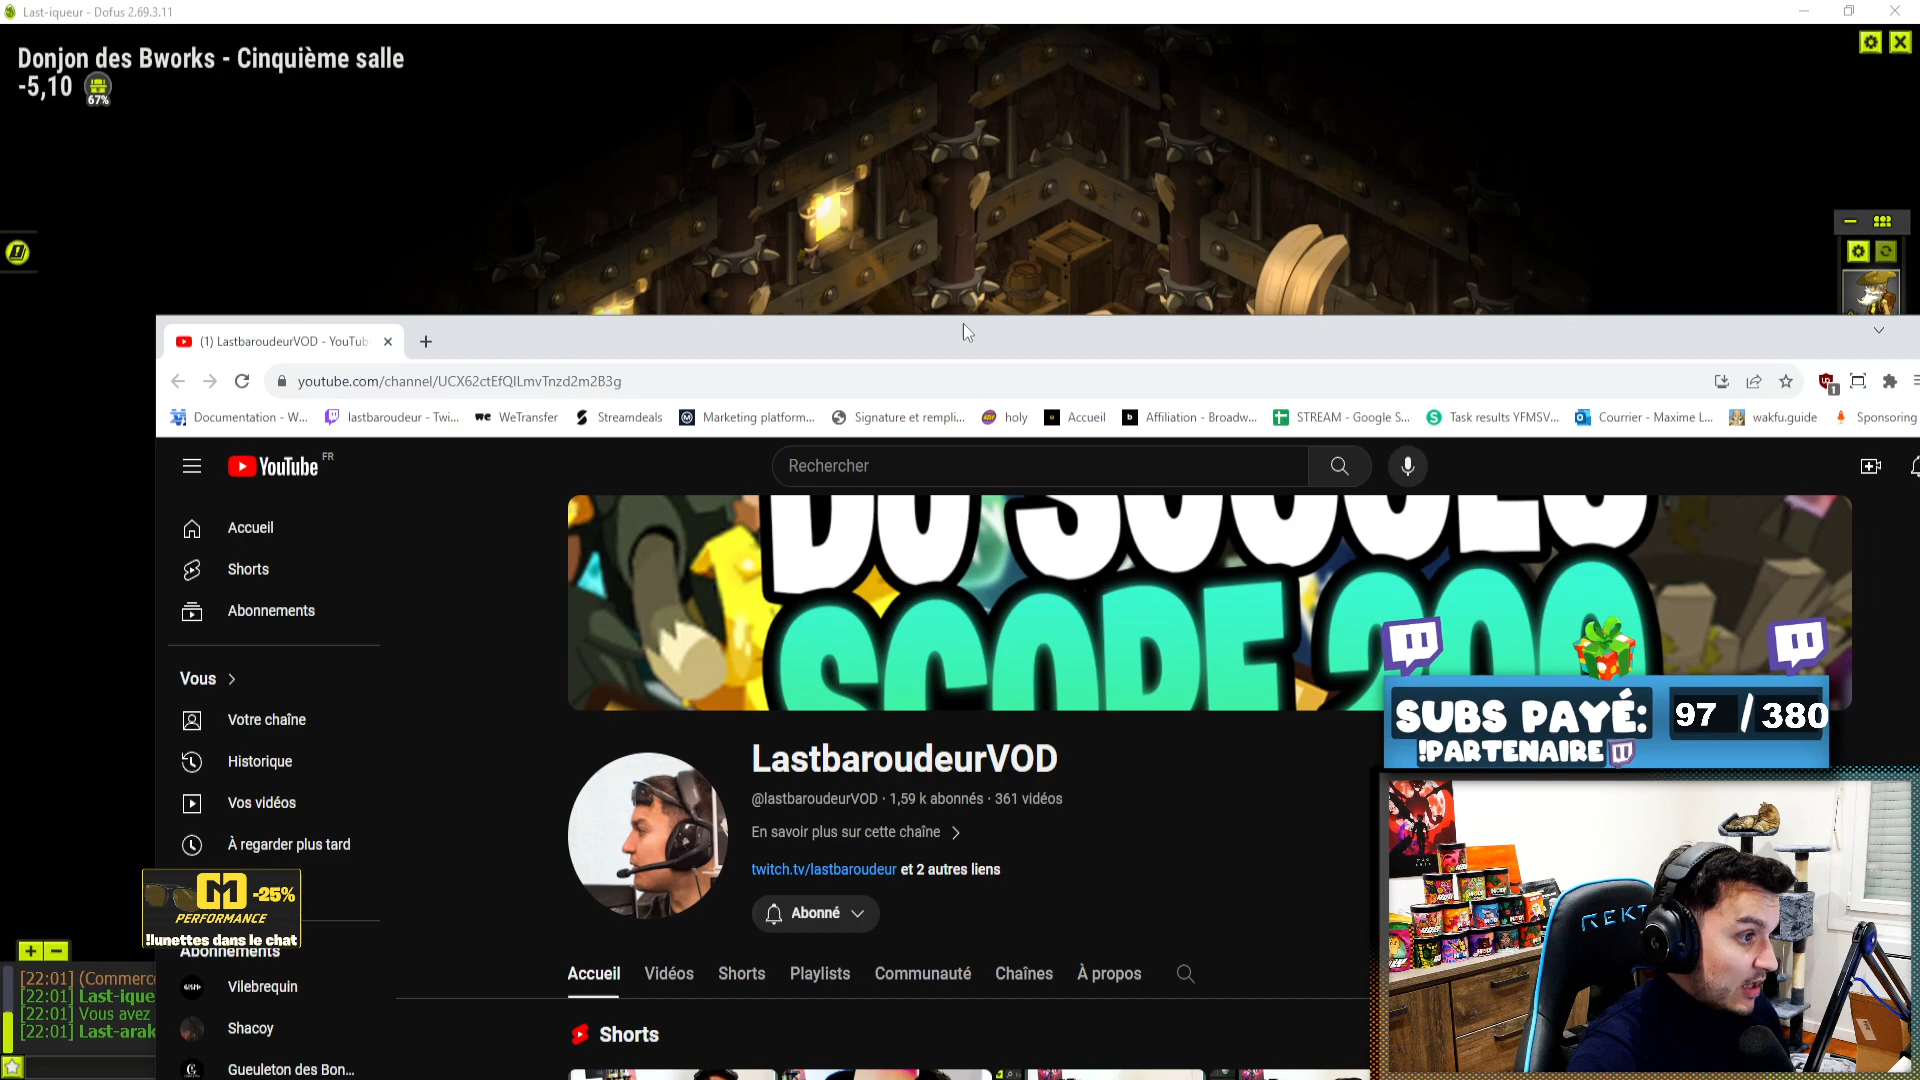 Last-iqueur - Dofus 2.69.3.11
Donjon des Bworks - Cinquième salle
-5,10
67%
(1) LastbaroudeurVOD - YouTub
youtube.com/channel/UCX62ctEfQILmvTnzd2m2B3g
1
Documentation - W... lastbaroudeur - Twi... WeTransfer Streamdeals Marketing platform... Signature et rempli... holy Accueil Affiliation - Broadw... STREAM - Google S... Task results YFMSV... Courrier - Maxime L... wakfu.guide Sponsoring
YouTube FR
Rechercher
Accueil
Shorts
Abonnements
Vous
Votre chaîne
Historique
Vos vidéos
À regarder plus tard
Abonnements
Vilebrequin
Shacoy
Gueuleton des Bon...
DU SCOULO
SCOPE 200
LastbaroudeurVOD
@lastbaroudeurVOD · 1,59 k abonnés · 361 vidéos
En savoir plus sur cette chaîne
twitch.tv/lastbaroudeur et 2 autres liens
Abonné
Accueil Vidéos Shorts Playlists Communauté Chaînes À propos
Shorts
SUBS PAYÉ: 97 / 380
!PARTENAIRE
REKT
M -25%
PERFORMANCE
!lunettes dans le chat
[22:01] (Commerc
[22:01] Last-ique
[22:01] Vous avez
[22:01] Last-arak